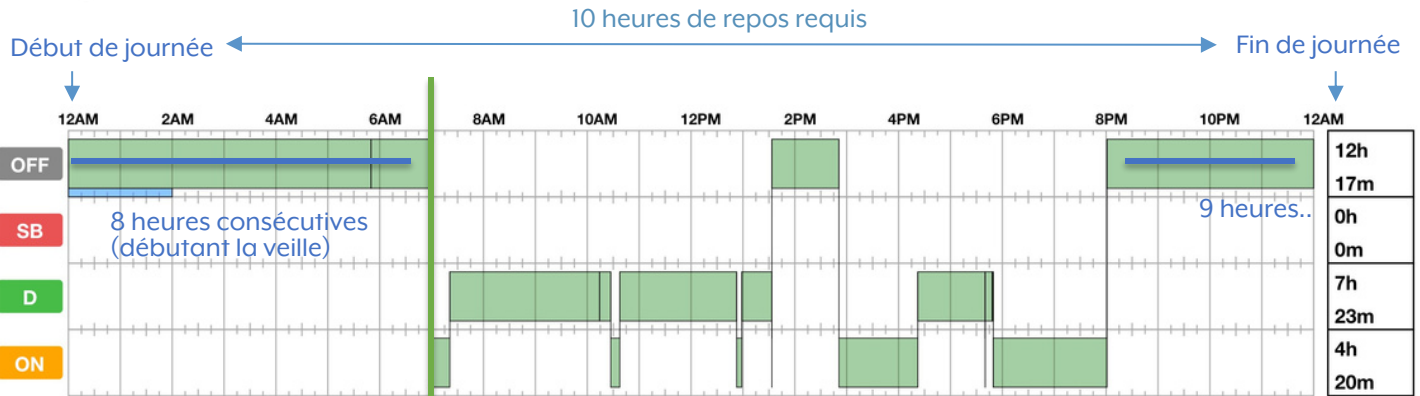 10 heures de repos requis
Début de journée
Fin de journée
12AM 2AM 4AM 6AM 8AM 10AM 12PM 2PM 4PM 6PM 8PM 10PM 12AM
OFF
12h
17m
8 heures consécutives
(débutant la veille)
9 heures..
SB
0h
0m
D
7h
23m
ON
4h
20m